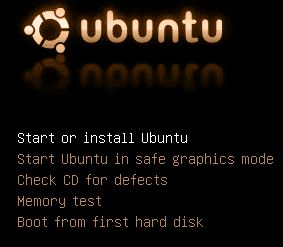 ubuntu
Start or install Ubuntu
Start Ubuntu in safe graphics mode
Check CD for defects
Memory test
Boot from first hard disk